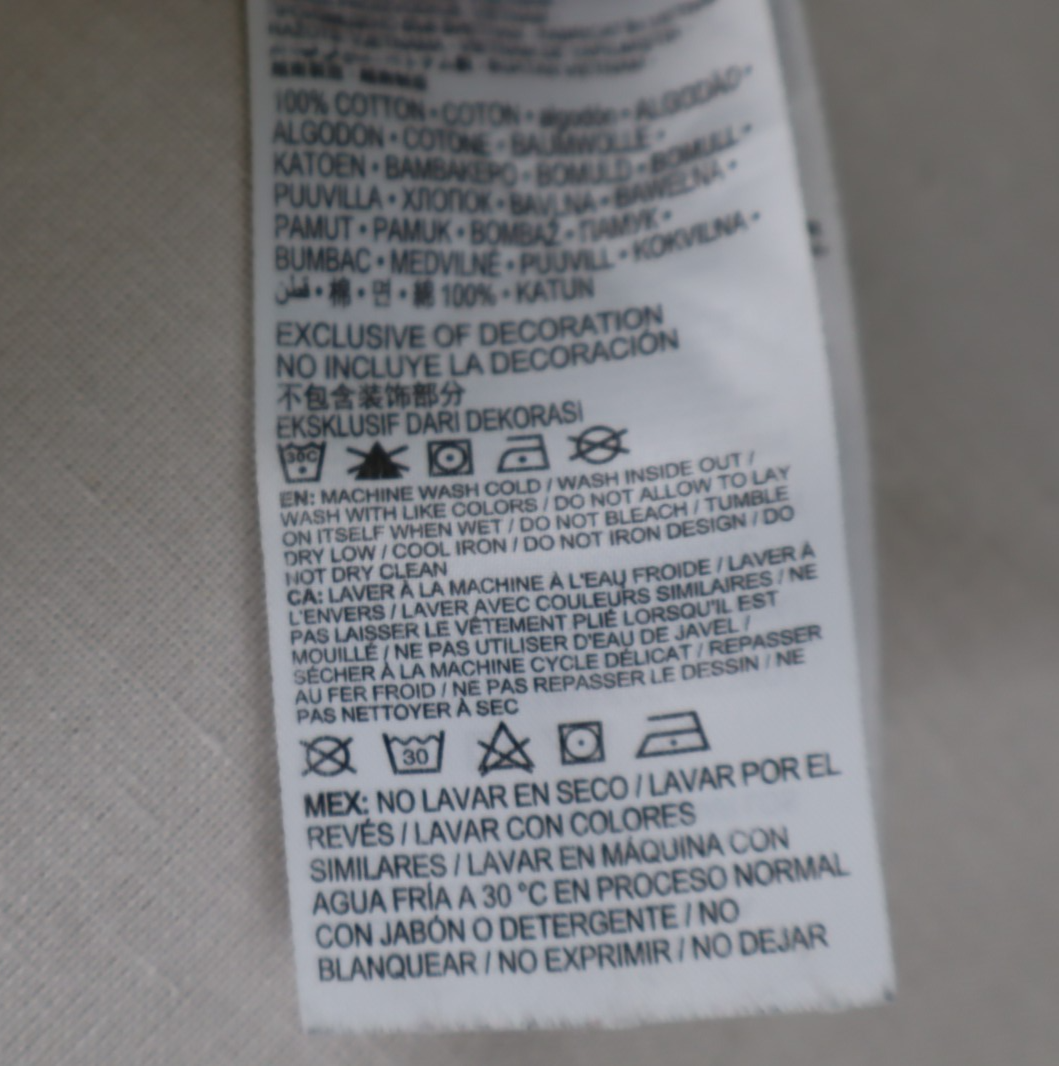 100% COTTON • COTON • algodón • ALGODÃO •
ALGODON • COTONE • BAUMWOLLE •
KATOEN • BAMBAKEPO • BOMULD • BOMULL •
PUUVILLA • ХЛОПОК • BAVLNA • BAWEŁNA •
PAMUT • PAMUK • BOMBAŽ • ПАМУК •
BUMBAC • MEDVILNĖ • PUUVILL • KOKVILNA •
قطن • 棉 • 면 • 綿 100% • KATUN
EXCLUSIVE OF DECORATION
NO INCLUYE LA DECORACIÓN
不包含装饰部分
EKSKLUSIF DARI DEKORASI
30C
EN: MACHINE WASH COLD / WASH INSIDE OUT /
WASH WITH LIKE COLORS / DO NOT ALLOW TO LAY
ON ITSELF WHEN WET / DO NOT BLEACH / TUMBLE
DRY LOW / COOL IRON / DO NOT IRON DESIGN / DO
NOT DRY CLEAN
CA: LAVER À LA MACHINE À L'EAU FROIDE / LAVER À
L'ENVERS / LAVER AVEC COULEURS SIMILAIRES / NE
PAS LAISSER LE VÊTEMENT PLIÉ LORSQU'IL EST
MOUILLÉ / NE PAS UTILISER D'EAU DE JAVEL /
SÉCHER À LA MACHINE CYCLE DÉLICAT / REPASSER
AU FER FROID / NE PAS REPASSER LE DESSIN / NE
PAS NETTOYER À SEC
30
MEX: NO LAVAR EN SECO / LAVAR POR EL
REVÉS / LAVAR CON COLORES
SIMILARES / LAVAR EN MÁQUINA CON
AGUA FRÍA A 30 °C EN PROCESO NORMAL
CON JABÓN O DETERGENTE / NO
BLANQUEAR / NO EXPRIMIR / NO DEJAR